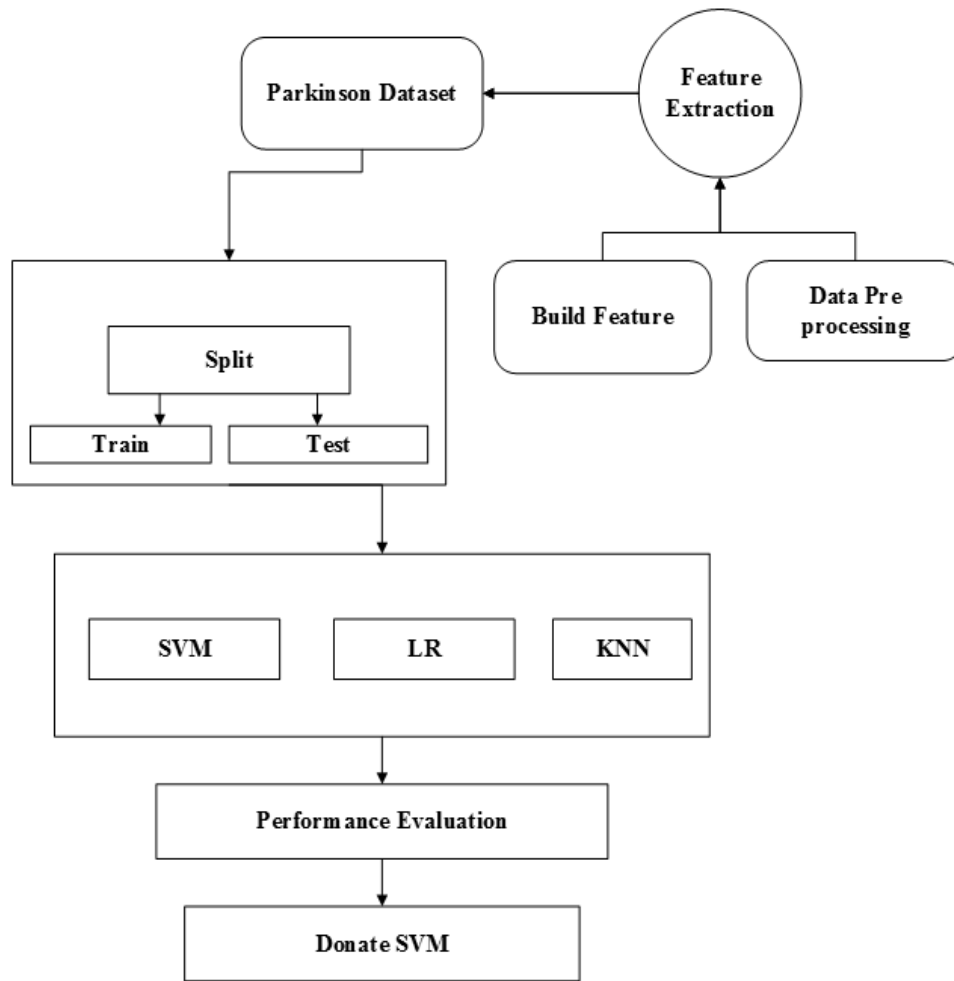 Parkinson Dataset
Feature
Extraction
Build Feature
Data Pre
processing
Split
Train
Test
SVM
LR
KNN
Performance Evaluation
Donate SVM